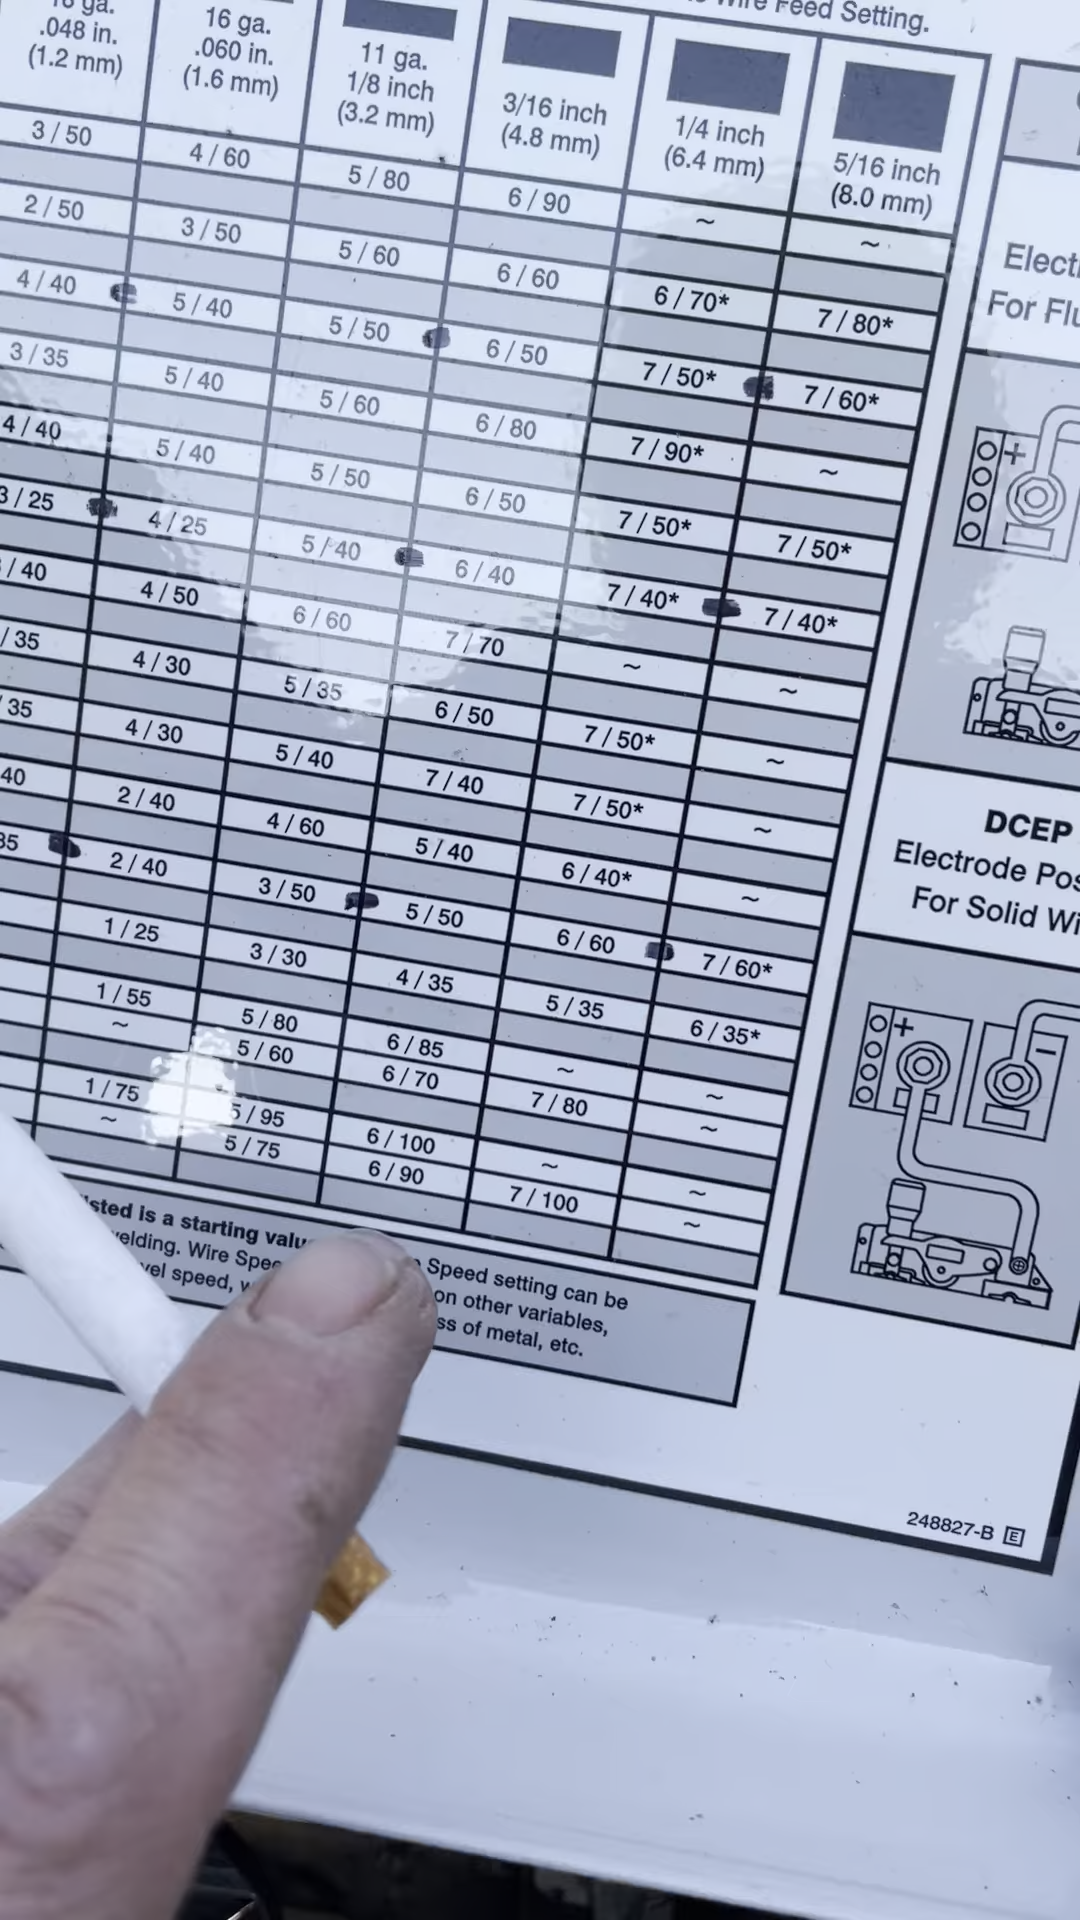 Wire Feed Setting.
ga.
.048 in.
(1.2 mm)
16 ga.
.060 in.
(1.6 mm)
11 ga.
1/8 inch
(3.2 mm)
3/16 inch
(4.8 mm)
1/4 inch
(6.4 mm)
5/16 inch
(8.0 mm)
3 / 50 4 / 60 5 / 80 6 / 90 ~ ~
2 / 50 3 / 50 5 / 60 6 / 60 6 / 70* 7 / 80*
4 / 40 5 / 40 5 / 50 6 / 50 7 / 50* 7 / 60*
3 / 35 5 / 40 5 / 60 6 / 80 7 / 90* ~
4 / 40 5 / 40 5 / 50 6 / 50 7 / 50* 7 / 50*
3 / 25 4 / 25 5 / 40 6 / 40 7 / 40* 7 / 40*
/ 40 4 / 50 6 / 60 7 / 70 ~ ~
/ 35 4 / 30 5 / 35 6 / 50 7 / 50* ~
/ 35 4 / 30 5 / 40 7 / 40 7 / 50* ~
40 2 / 40 4 / 60 5 / 40 6 / 40* ~
35 2 / 40 3 / 50 5 / 50 6 / 60 7 / 60*
1 / 25 3 / 30 4 / 35 5 / 35 6 / 35*
1 / 55 5 / 80 6 / 85 ~ ~
~ 5 / 60 6 / 70 7 / 80 ~
1 / 75 5 / 95 6 / 100 ~ ~
~ 5 / 75 6 / 90 7 / 100 ~
is a starting Speed setting can be
welding. Wire on other variables,
speed, of metal, etc.
For
+
DCEP
Electrode
For Solid
+ −
248827-B E